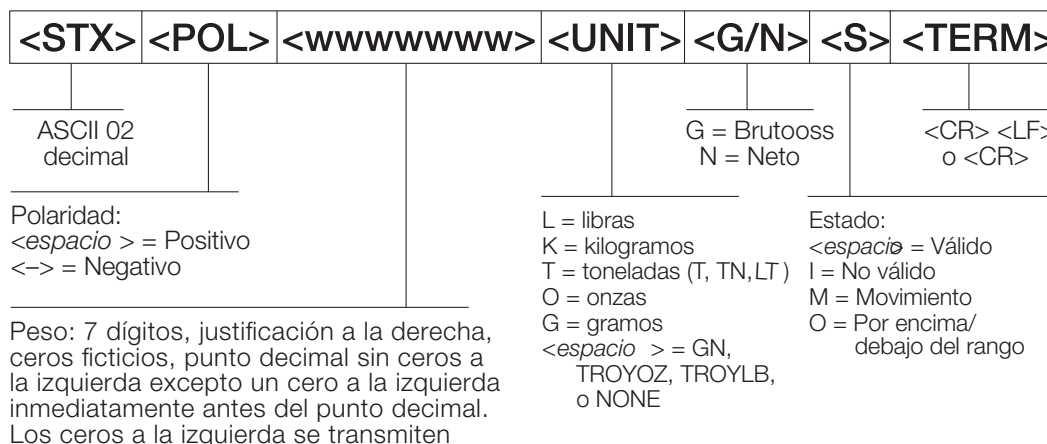 <STX> <POL> <wwwwwww> <UNIT> <G/N> <S> <TERM>
ASCII 02
decimal
G = Brutooss
N = Neto
<CR> <LF>
o <CR>
Polaridad:
<espacio > = Positivo
<–> = Negativo
L = libras
K = kilogramos
T = toneladas (T, TN, LT )
O = onzas
G = gramos
<espacio > = GN,
TROYOZ, TROYLB,
o NONE
Estado:
<espacio> = Válido
I = No válido
M = Movimiento
O = Por encima/
debajo del rango
Peso: 7 dígitos, justificación a la derecha,
ceros ficticios, punto decimal sin ceros a
la izquierda excepto un cero a la izquierda
inmediatamente antes del punto decimal.
Los ceros a la izquierda se transmiten